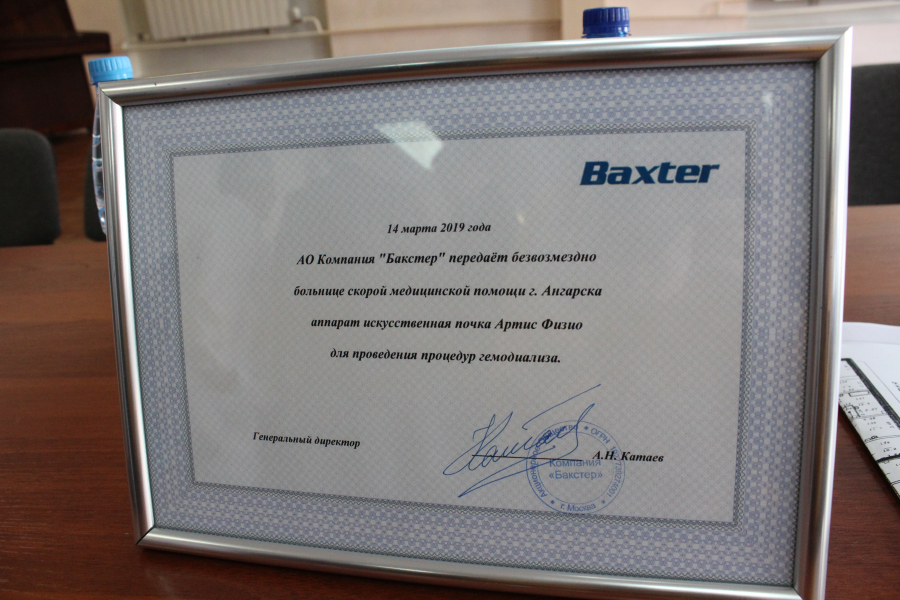 Baxter
14 марта 2019 года
АО Компания "Бакстер" передаёт безвозмездно
больнице скорой медицинской помощи г. Ангарска
аппарат искусственная почка Артис Физио
для проведения процедур гемодиализа.
Генеральный директор
А.Н. Катаев
Компания
«Бакстер»
г. Москва
ОГРН